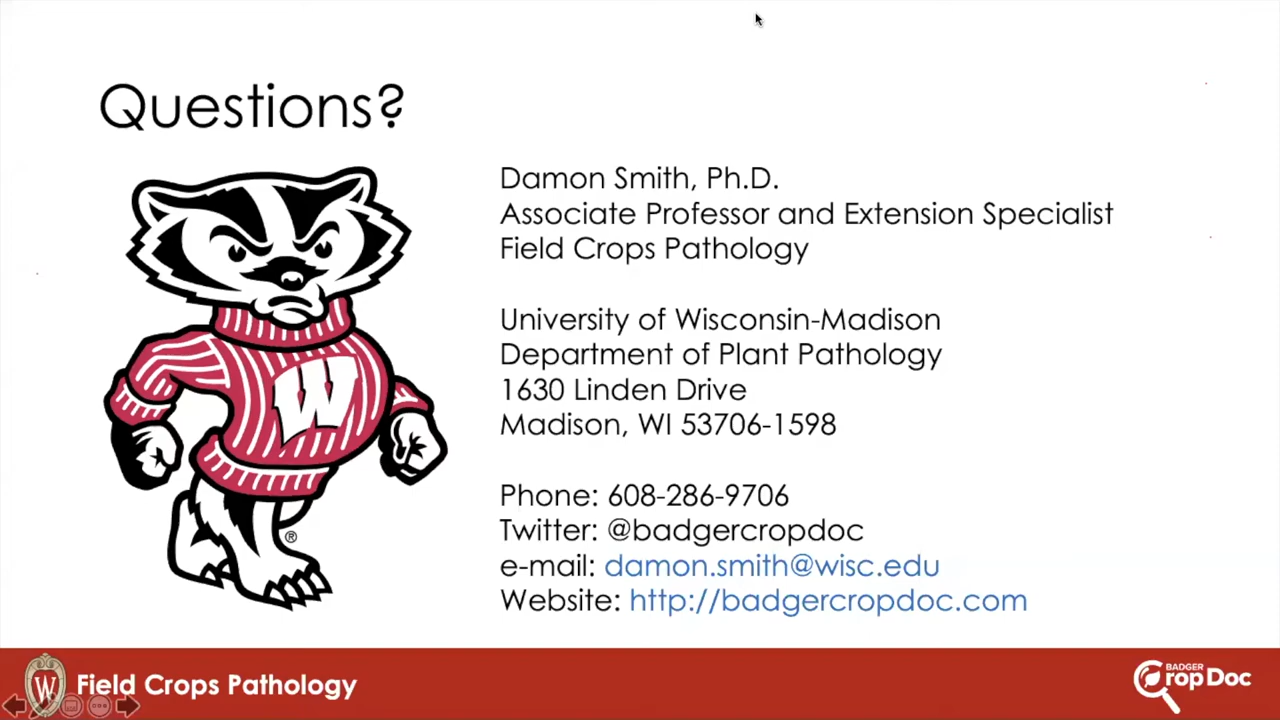 Questions?
Damon Smith, Ph.D.
Associate Professor and Extension Specialist
Field Crops Pathology
University of Wisconsin-Madison
Department of Plant Pathology
1630 Linden Drive
Madison, WI 53706-1598
Phone: 608-286-9706
Twitter: @badgercropdoc
e-mail: damon.smith@wisc.edu
Website: http://badgercropdoc.com
W
®
W
Field Crops Pathology
BADGER
Crop Doc